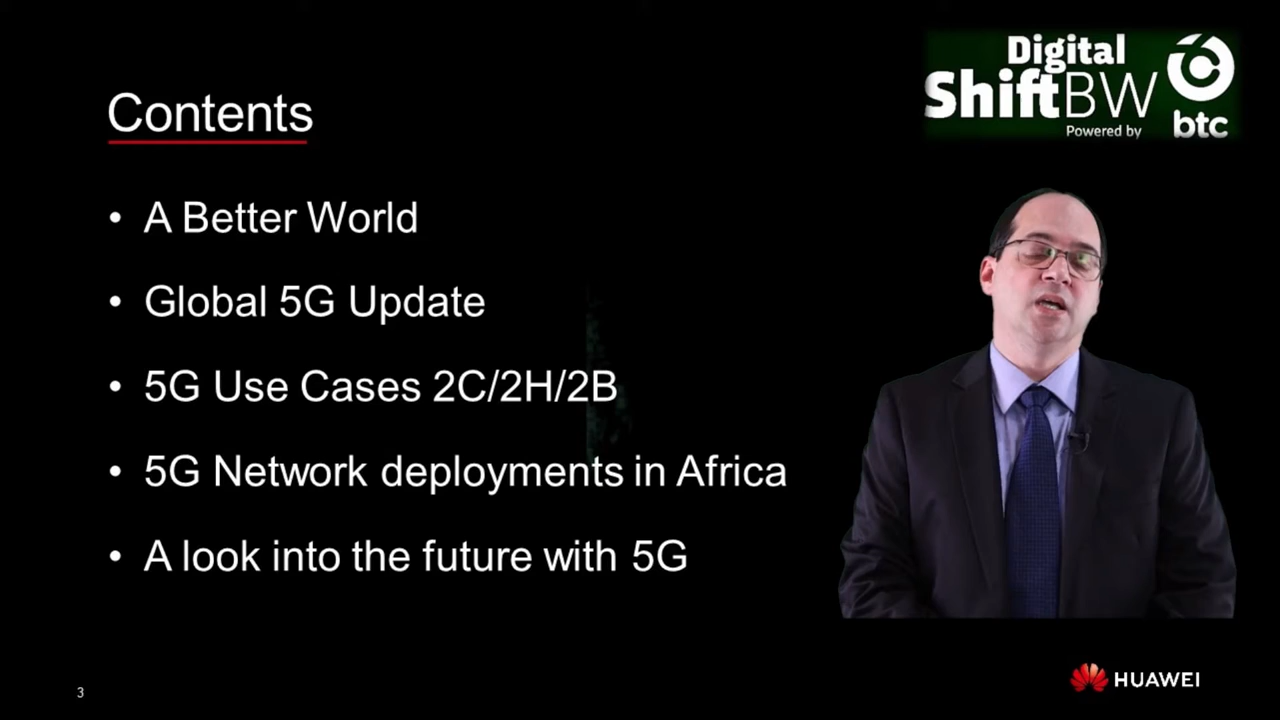 Digital
ShiftBW
Powered by
btc
Contents
• A Better World
• Global 5G Update
• 5G Use Cases 2C/2H/2B
• 5G Network deployments in Africa
• A look into the future with 5G
3
HUAWEI